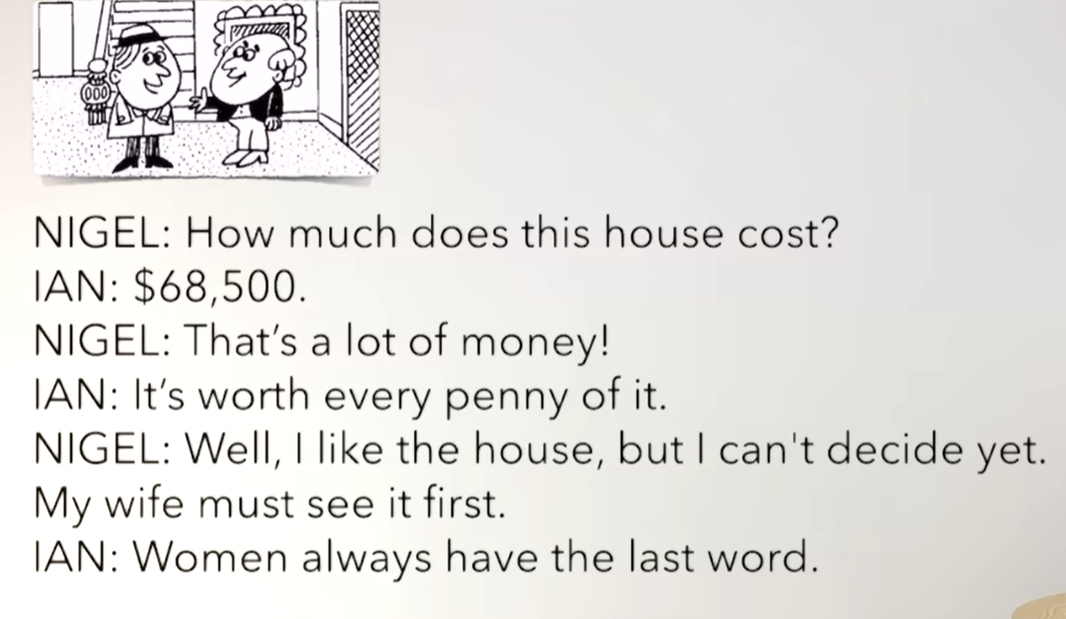 NIGEL: How much does this house cost?
IAN: $68,500.
NIGEL: That’s a lot of money!
IAN: It’s worth every penny of it.
NIGEL: Well, I like the house, but I can't decide yet.
My wife must see it first.
IAN: Women always have the last word.